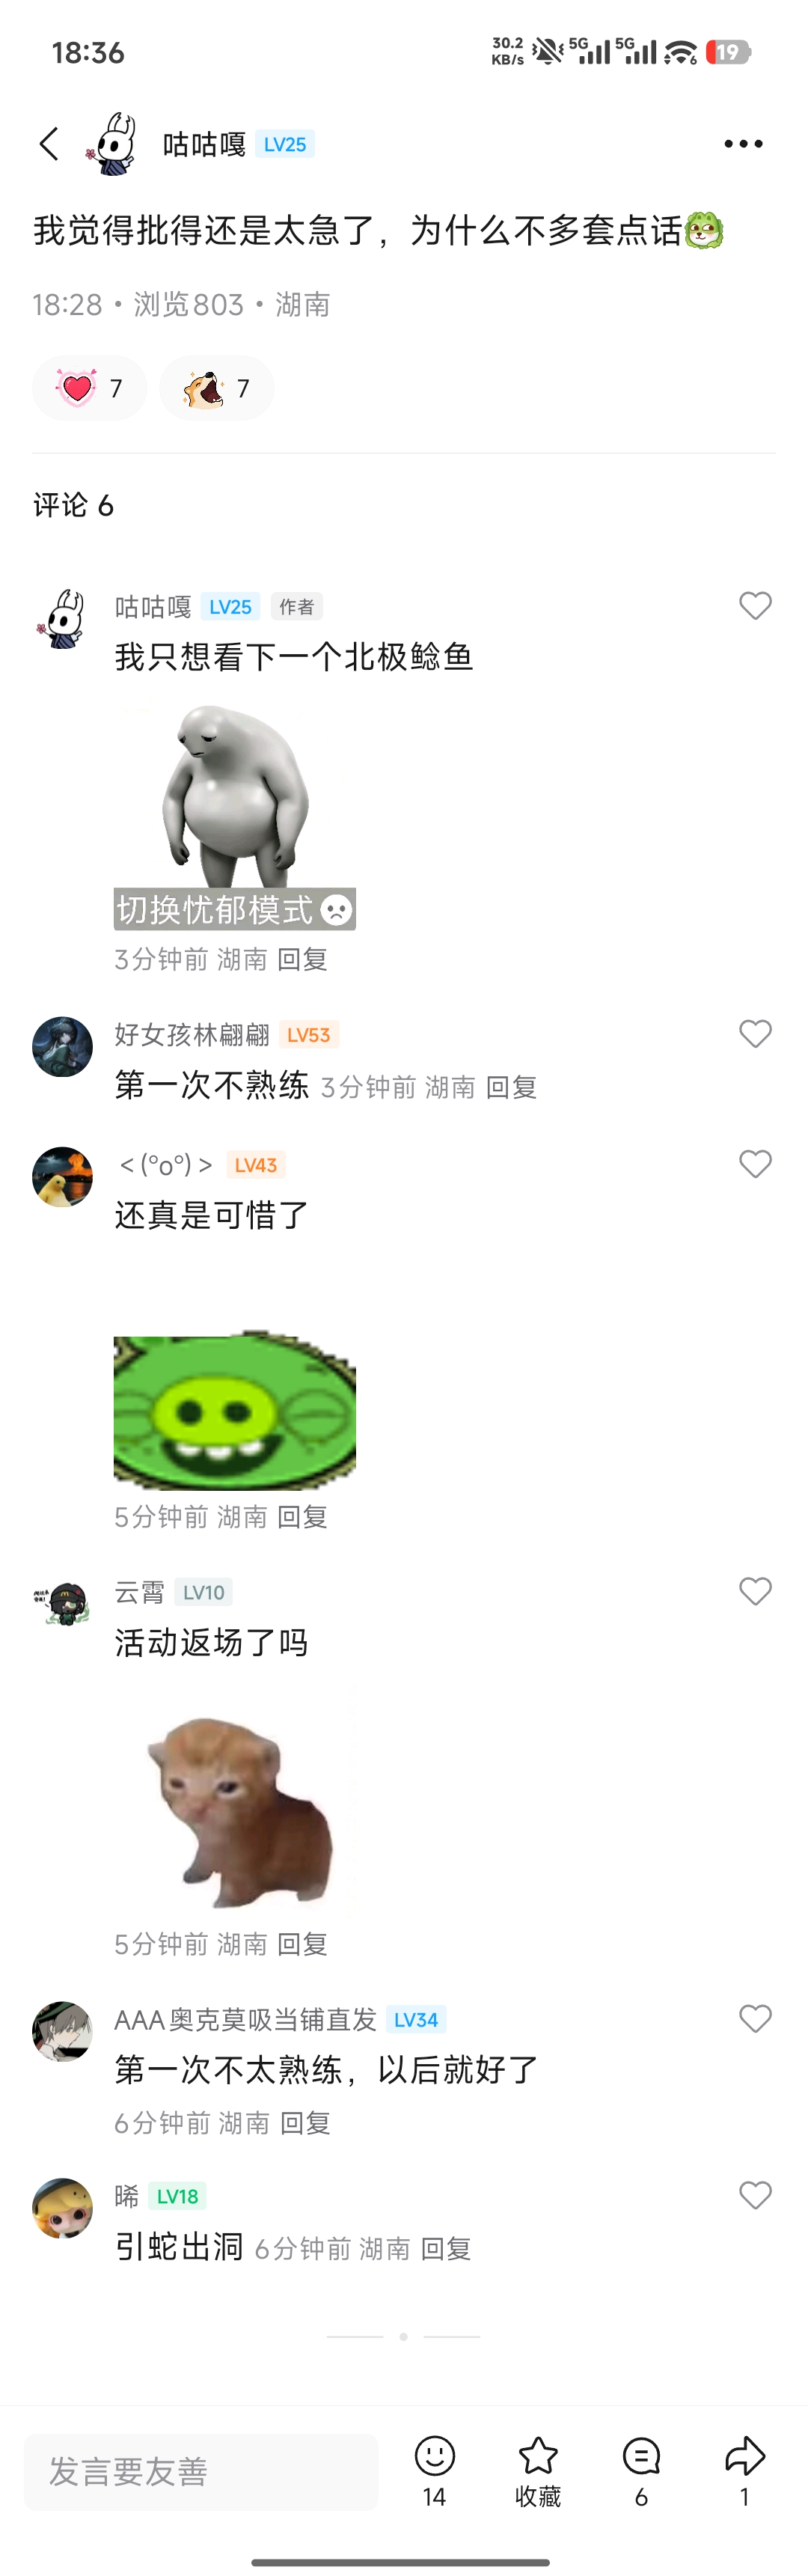 18:36
30.2
KB/s
5G
5G
6
19
咕咕嘎 LV25
我觉得批得还是太急了，为什么不多套点话
18:28 · 浏览803 · 湖南
7
7
评论 6
咕咕嘎 LV25 作者
我只想看下一个北极鲶鱼
切换忧郁模式
3分钟前 湖南 回复
好女孩林翩翩 LV53
第一次不熟练 3分钟前 湖南 回复
<(°o°)> LV43
还真是可惜了
5分钟前 湖南 回复
云霄 LV10
活动返场了吗
5分钟前 湖南 回复
AAA奥克莫吸当铺直发 LV34
第一次不太熟练，以后就好了
6分钟前 湖南 回复
晞 LV18
引蛇出洞 6分钟前 湖南 回复
发言要友善
14
收藏
6
1